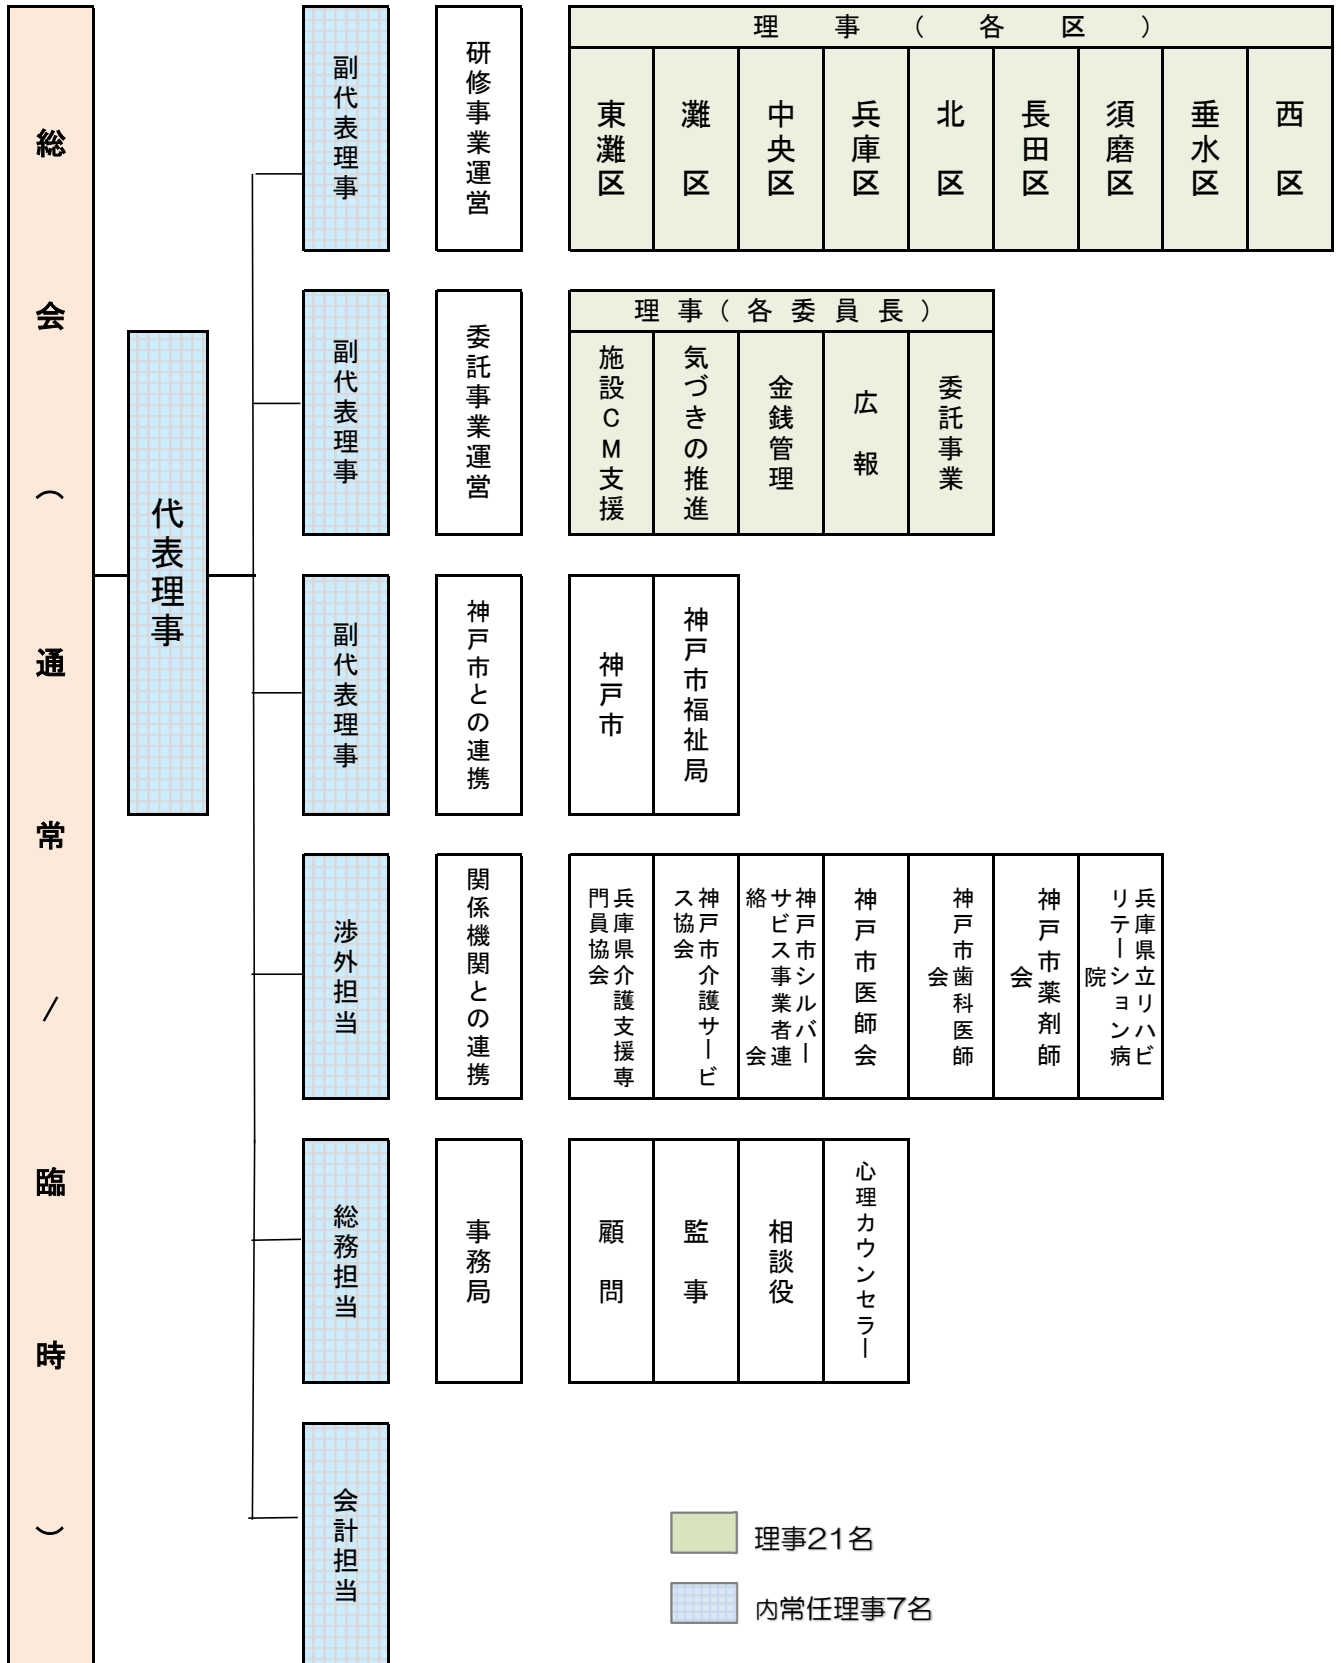 総会（通常/臨時）
代表理事
副代表理事
研修事業運営
理事(各区)
東灘区
灘区
中央区
兵庫区
北区
長田区
須磨区
垂水区
西区
副代表理事
委託事業運営
理事(各委員長)
施設CM支援
気づきの推進
金銭管理
広報
委託事業
副代表理事
神戸市との連携
神戸市
神戸市福祉局
渉外担当
関係機関との連携
兵庫県介護支援専
門員協会
神戸市介護サービ
ス協会
神戸市シルバー
サービス事業者連
絡会
神戸市医師会
神戸市歯科医師
会
神戸市薬剤師
会
兵庫県立リハビ
リテーション病
院
総務担当
事務局
顧問
監事
相談役
心理カウンセラー
会計担当
理事21名
内常任理事7名